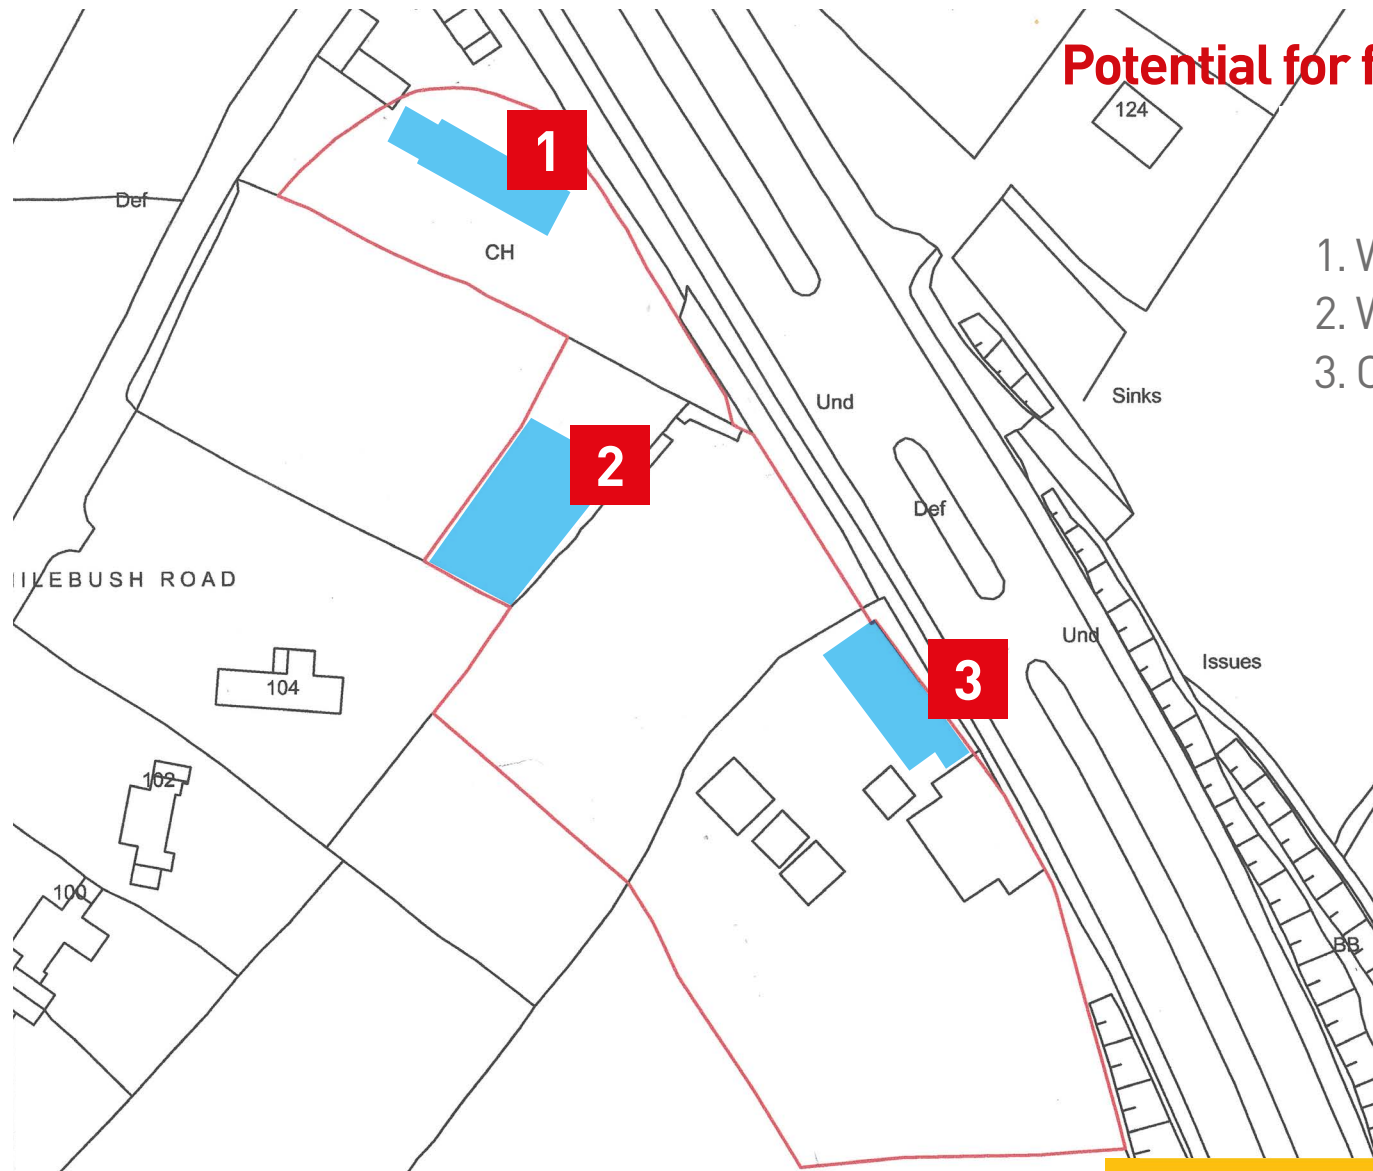 Potential for f
124
1
Def
CH
1. W
2. W
3. C
Und
Sinks
2
Def
ILEBUSH ROAD
Und
Issues
3
104
102
100
BB